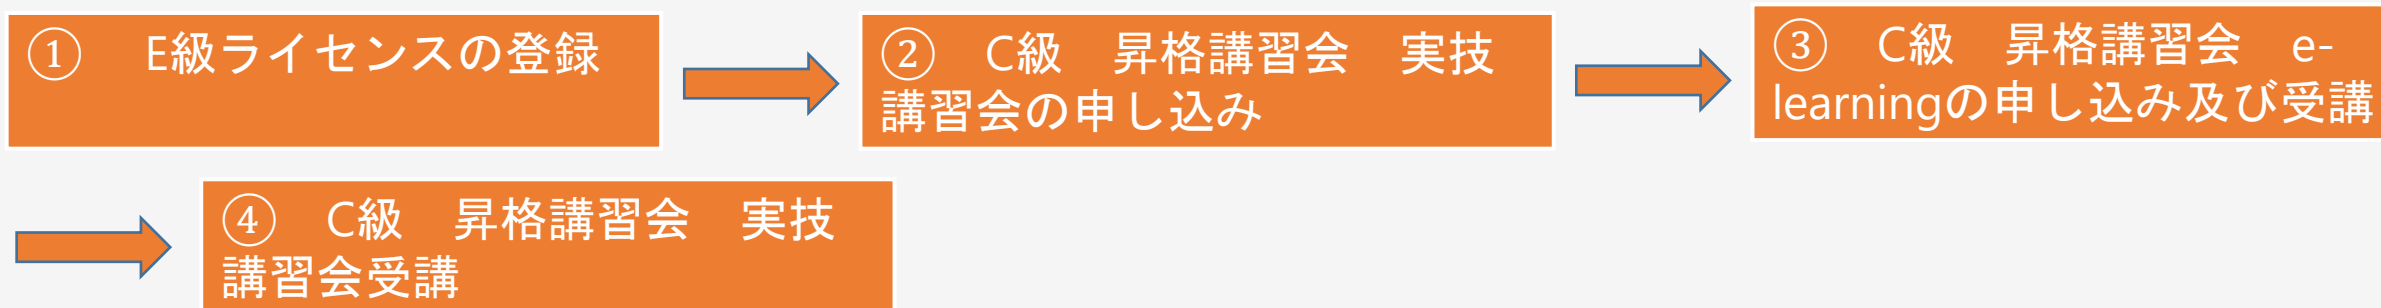 ①　E級ライセンスの登録
②　C級　昇格講習会　実技
講習会の申し込み
③　C級　昇格講習会　e-
learningの申し込み及び受講
④　C級　昇格講習会　実技
講習会受講